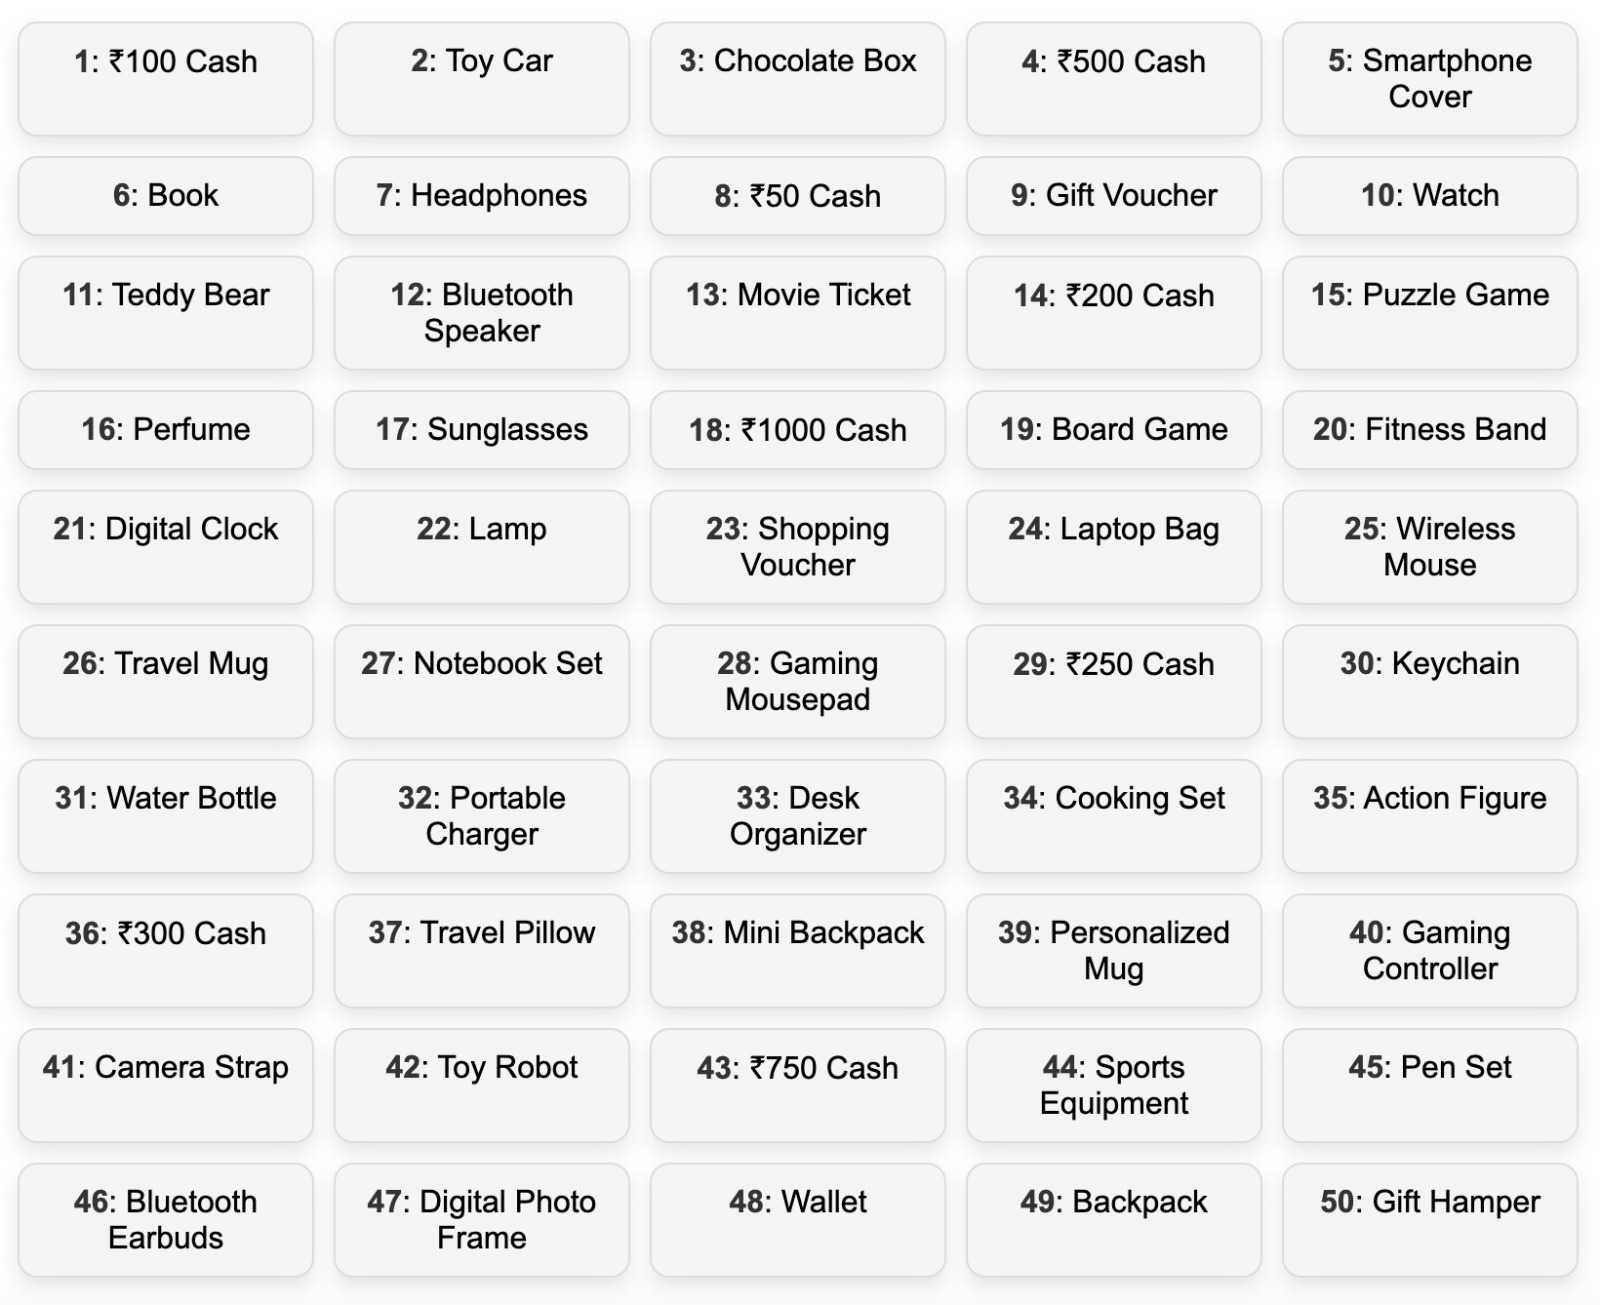 1: ₹100 Cash
2: Toy Car
3: Chocolate Box
4: ₹500 Cash
5: Smartphone
Cover
6: Book
7: Headphones
8: ₹50 Cash
9: Gift Voucher
10: Watch
11: Teddy Bear
12: Bluetooth
Speaker
13: Movie Ticket
14: ₹200 Cash
15: Puzzle Game
16: Perfume
17: Sunglasses
18: ₹1000 Cash
19: Board Game
20: Fitness Band
21: Digital Clock
22: Lamp
23: Shopping
Voucher
24: Laptop Bag
25: Wireless
Mouse
26: Travel Mug
27: Notebook Set
28: Gaming
Mousepad
29: ₹250 Cash
30: Keychain
31: Water Bottle
32: Portable
Charger
33: Desk
Organizer
34: Cooking Set
35: Action Figure
36: ₹300 Cash
37: Travel Pillow
38: Mini Backpack
39: Personalized
Mug
40: Gaming
Controller
41: Camera Strap
42: Toy Robot
43: ₹750 Cash
44: Sports
Equipment
45: Pen Set
46: Bluetooth
Earbuds
47: Digital Photo
Frame
48: Wallet
49: Backpack
50: Gift Hamper